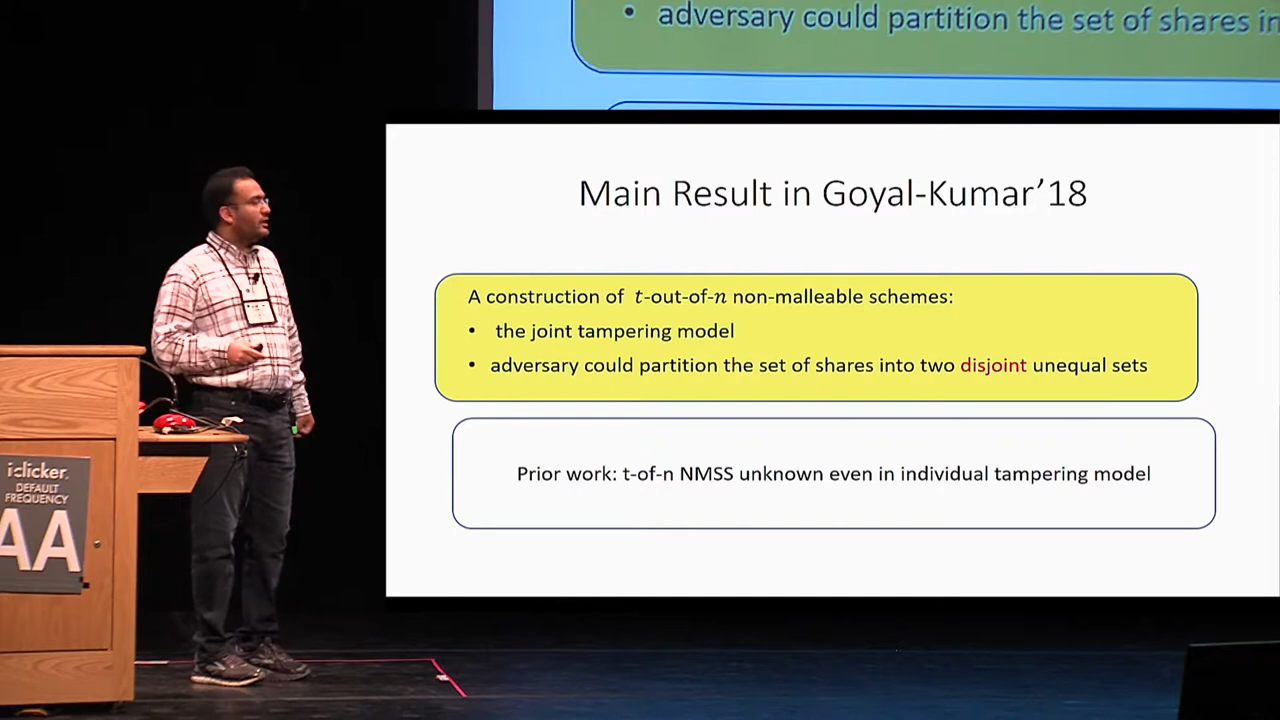 • adversary could partition the set of shares in
Main Result in Goyal-Kumar’18
A construction of t-out-of-n non-malleable schemes:
• the joint tampering model
• adversary could partition the set of shares into two disjoint unequal sets
Prior work: t-of-n NMSS unknown even in individual tampering model
iclicker.
DEFAULT
FREQUENCY
AA